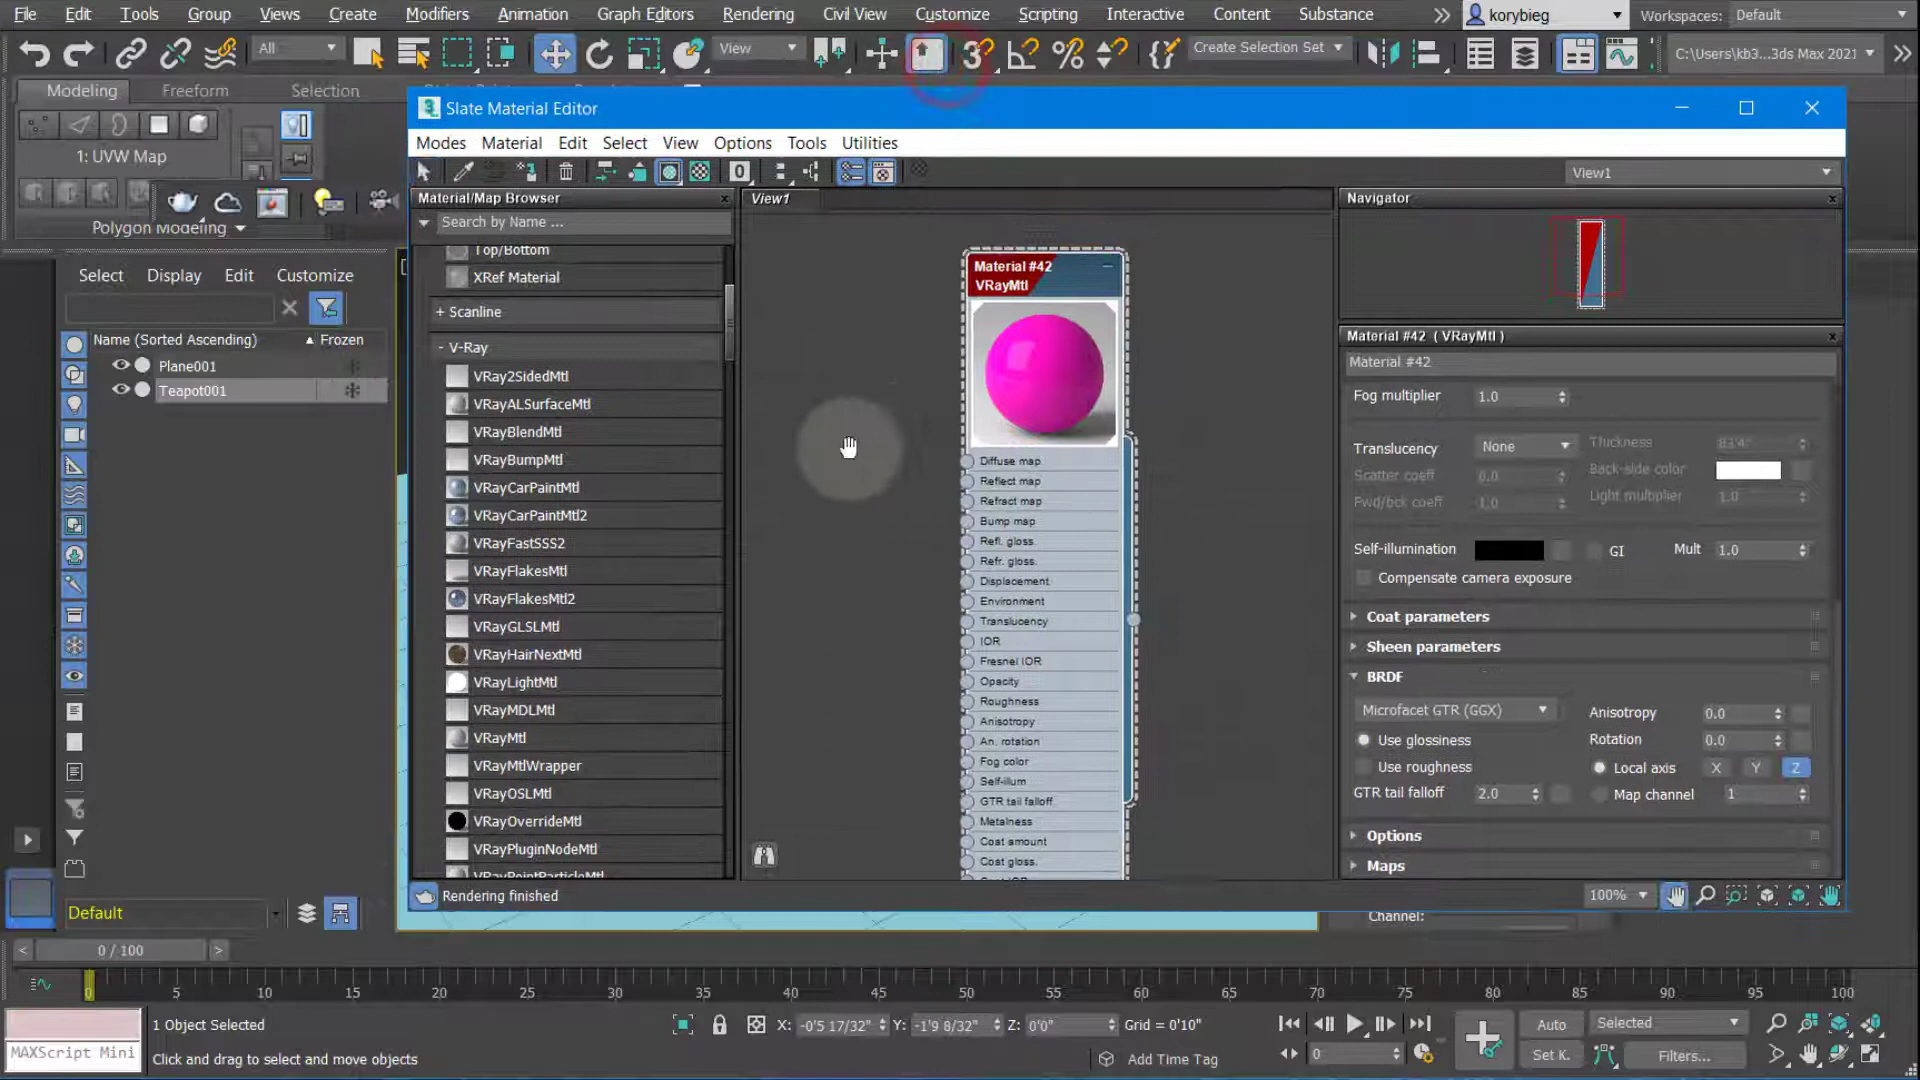 File Edit Tools Group Views Create Modifiers Animation Graph Editors Rendering Civil View Customize Scripting Interactive Content Substance korybieg Workspaces: Default
All View Create Selection Set C:\Users\kb3...3ds Max 2021
Modeling Freeform Selection
1: UVW Map
Polygon Modeling
Select Display Edit Customize
Name (Sorted Ascending) Frozen
Plane001
Teapot001
Default
Slate Material Editor
Modes Material Edit Select View Options Tools Utilities
View1
Material/Map Browser
Search by Name ...
Top/Bottom
XRef Material
+ Scanline
- V-Ray
VRay2SidedMtl
VRayALSurfaceMtl
VRayBlendMtl
VRayBumpMtl
VRayCarPaintMtl
VRayCarPaintMtl2
VRayFastSSS2
VRayFlakesMtl
VRayFlakesMtl2
VRayGLSLMtl
VRayHairNextMtl
VRayLightMtl
VRayMDLMtl
VRayMtl
VRayMtlWrapper
VRayOSLMtl
VRayOverrideMtl
VRayPluginNodeMtl
VRayPointParticleMtl
Rendering finished
View1
Material #42
VRayMtl
Diffuse map
Reflect map
Refract map
Bump map
Refl. gloss.
Refr. gloss.
Displacement
Environment
Translucency
IOR
Fresnel IOR
Opacity
Roughness
Anisotropy
An. rotation
Fog color
Self-illum
GTR tail falloff
Metalness
Coat amount
Coat gloss.
Navigator
Material #42 ( VRayMtl )
Material #42
Fog multiplier 1.0
Translucency None Thickness 83'4"
Scatter coeff 0.0 Back-side color
Fwd/bck coeff 1.0 Light multiplier 1.0
Self-illumination GI Mult 1.0
Compensate camera exposure
Coat parameters
Sheen parameters
BRDF
Microfacet GTR (GGX) Anisotropy 0.0
Use glossiness Rotation 0.0
Use roughness Local axis X Y Z
GTR tail falloff 2.0 Map channel 1
Options
Maps
100%
Channel:
< 0 / 100 >
0 5 10 15 20 25 30 35 40 45 50 55 60 65 70 75 80 85 90 95 100
1 Object Selected X: -0'5 17/32" Y: -1'9 8/32" Z: 0'0" Grid = 0'10" Auto Selected
MAXScript Mini Click and drag to select and move objects Add Time Tag 0 Set K. Filters...